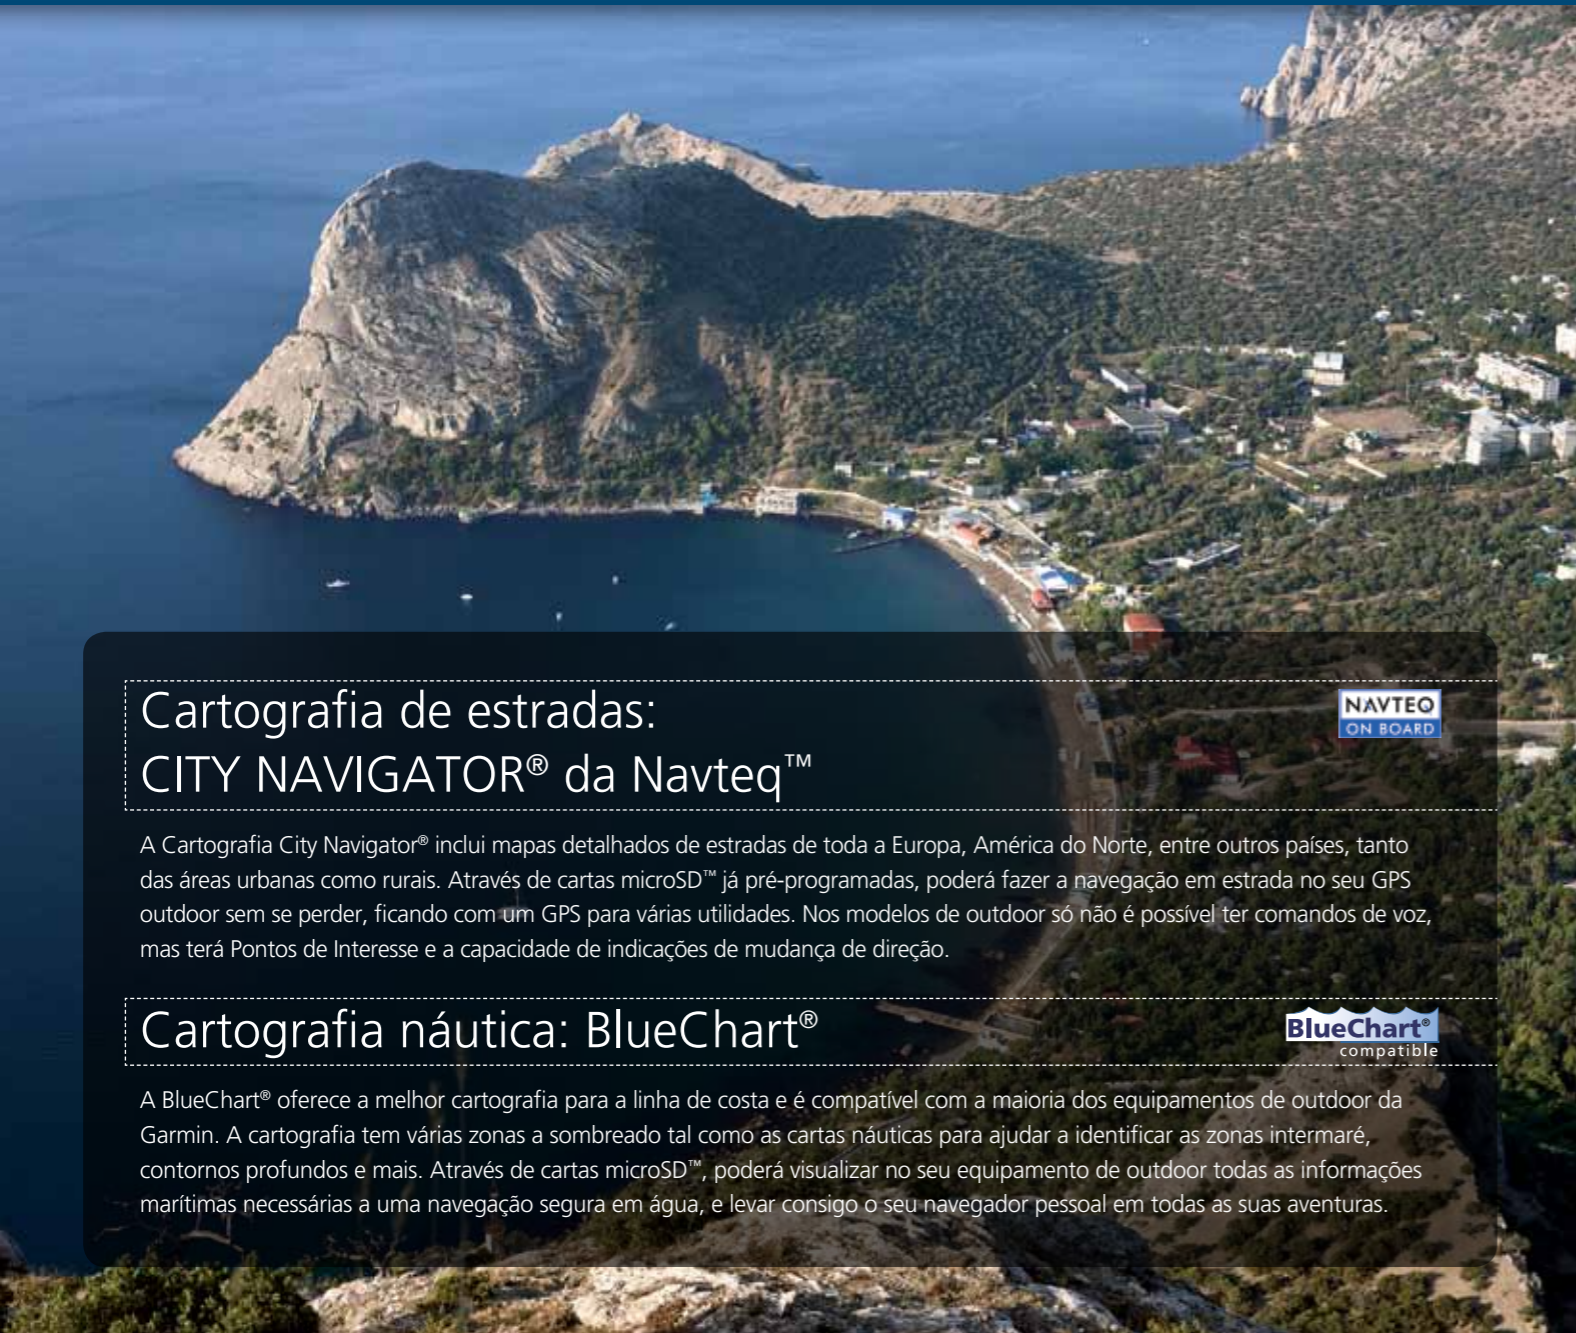 Cartografia de estradas:
CITY NAVIGATOR® da Navteq™
NAVTEQ
ON BOARD
A Cartografia City Navigator® inclui mapas detalhados de estradas de toda a Europa, América do Norte, entre outros países, tanto
das áreas urbanas como rurais. Através de cartas microSD™ já pré-programadas, poderá fazer a navegação em estrada no seu GPS
outdoor sem se perder, ficando com um GPS para várias utilidades. Nos modelos de outdoor só não é possível ter comandos de voz,
mas terá Pontos de Interesse e a capacidade de indicações de mudança de direção.
Cartografia náutica: BlueChart®
BlueChart®
compatible
A BlueChart® oferece a melhor cartografia para a linha de costa e é compatível com a maioria dos equipamentos de outdoor da
Garmin. A cartografia tem várias zonas a sombreado tal como as cartas náuticas para ajudar a identificar as zonas intermaré,
contornos profundos e mais. Através de cartas microSD™, poderá visualizar no seu equipamento de outdoor todas as informações
marítimas necessárias a uma navegação segura em água, e levar consigo o seu navegador pessoal em todas as suas aventuras.